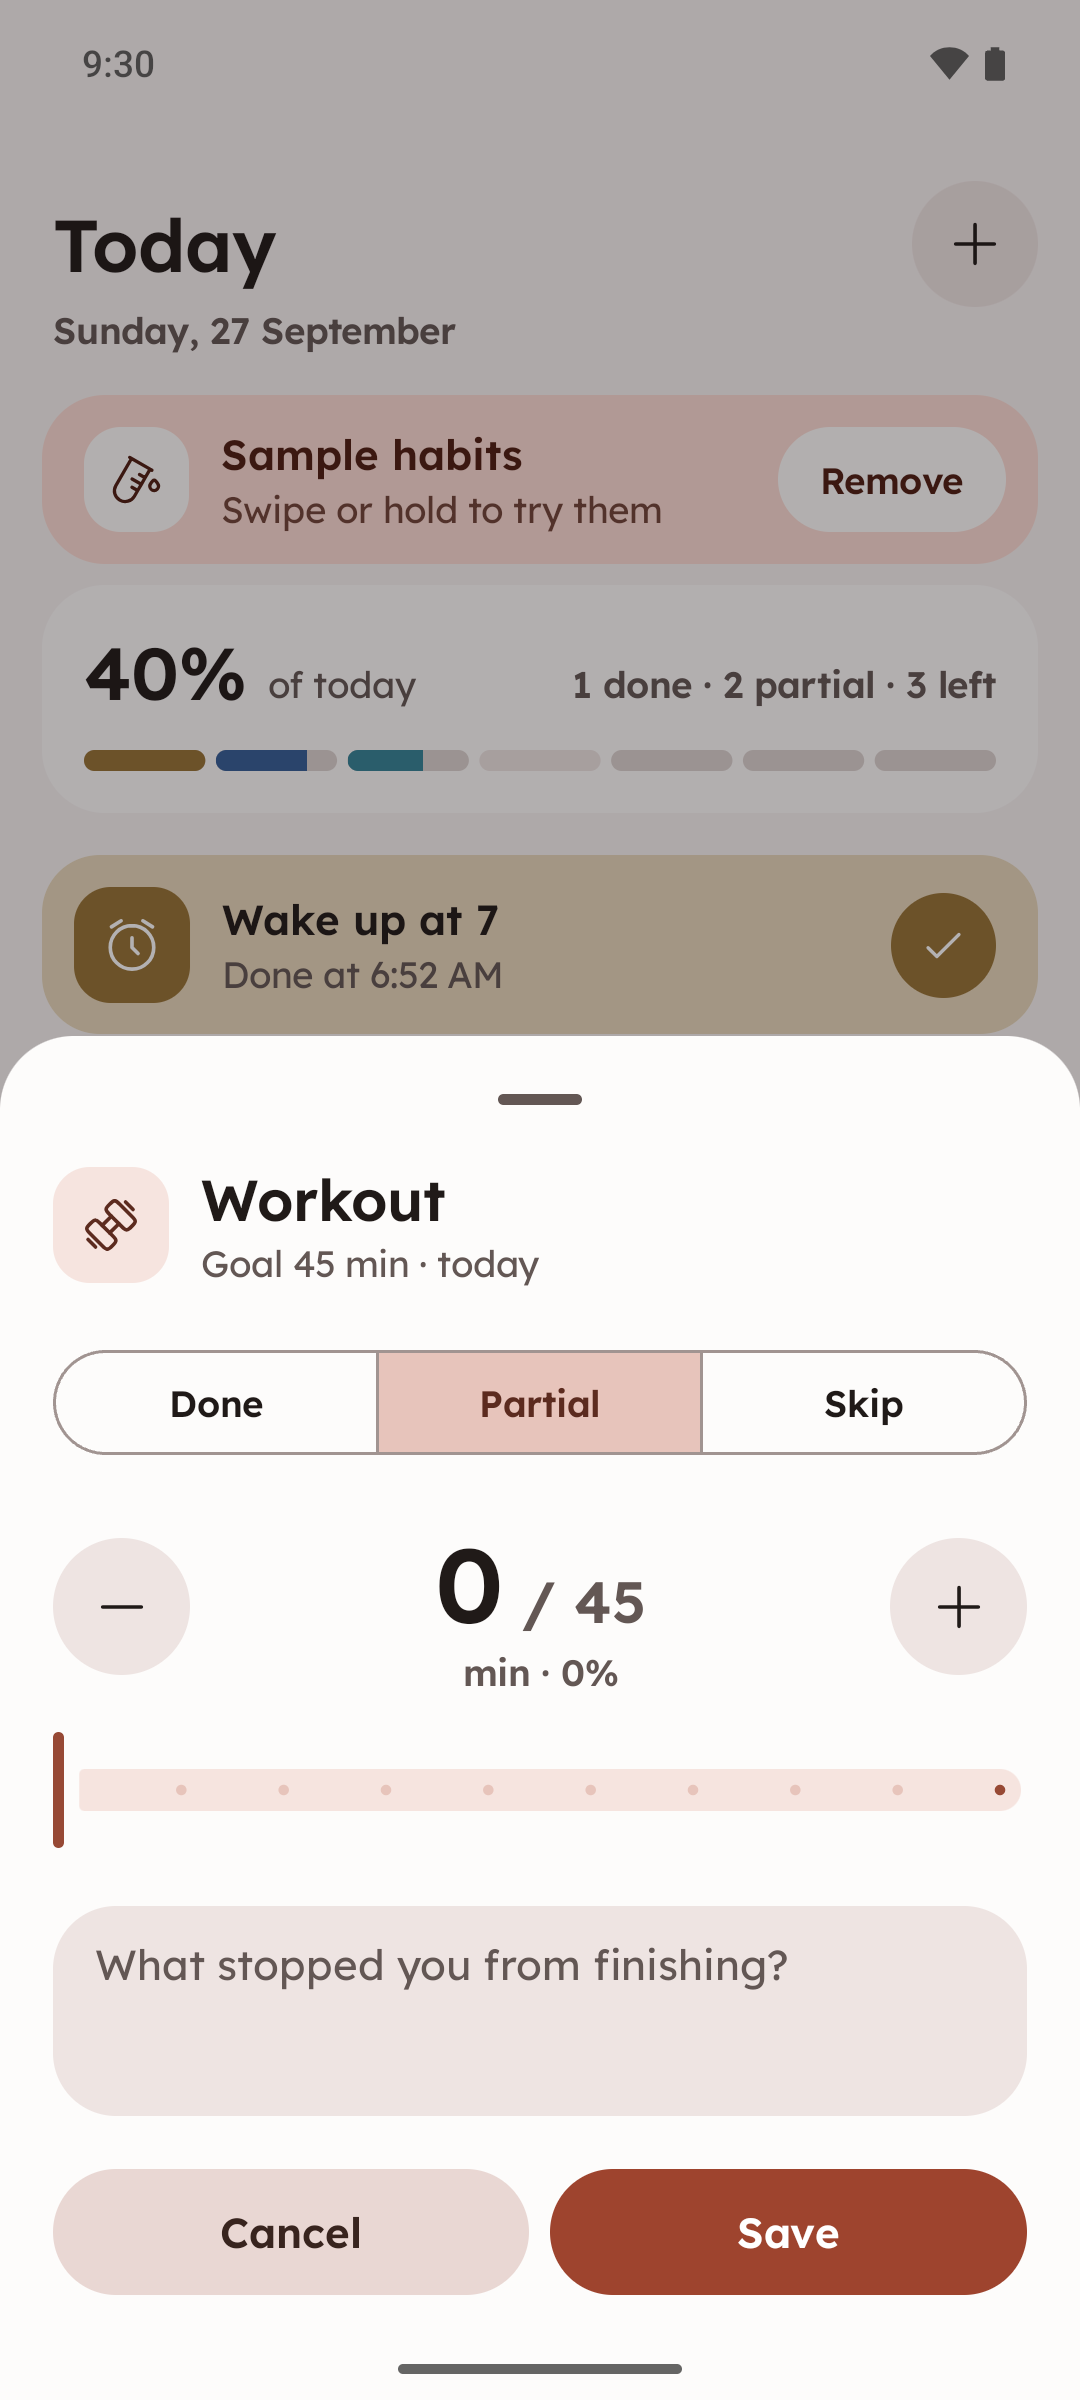 9:30
Today
Sunday, 27 September
Sample habits
Swipe or hold to try them
Remove
40% of today
1 done · 2 partial · 3 left
Wake up at 7
Done at 6:52 AM
Workout
Goal 45 min · today
Done
Partial
Skip
0 / 45
min · 0%
What stopped you from finishing?
Cancel
Save